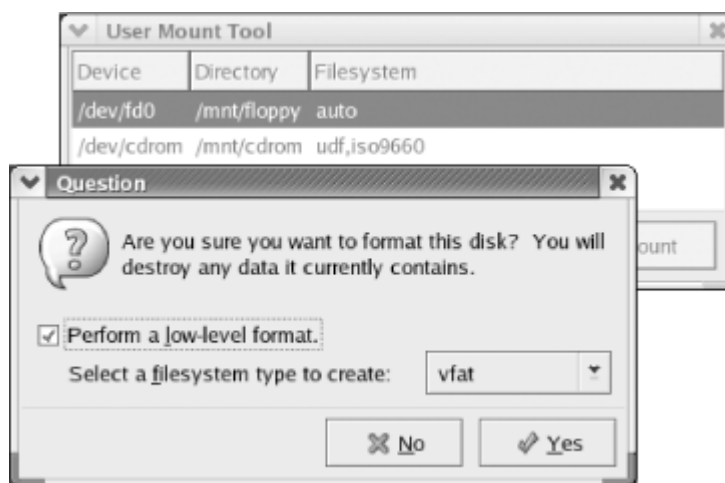 User Mount Tool
Device Directory Filesystem
/dev/fd0 /mnt/floppy auto
/dev/cdrom /mnt/cdrom udf,iso9660
ount
Question
Are you sure you want to format this disk? You will
destroy any data it currently contains.
Perform a low-level format.
Select a filesystem type to create: vfat
No Yes